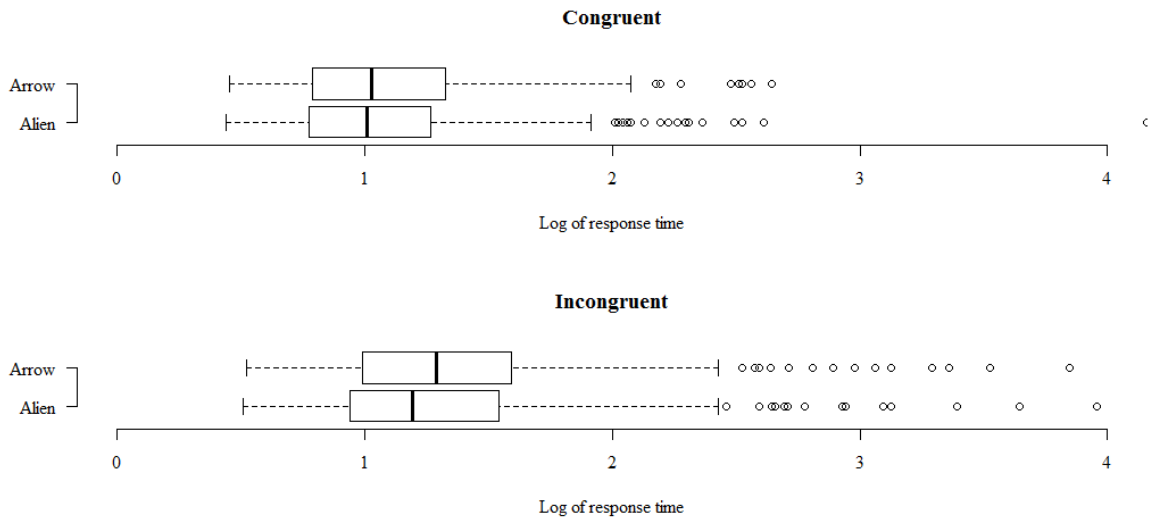 Congruent
Arrow
Alien
0 1 2 3 4
Log of response time
Incongruent
Arrow
Alien
0 1 2 3 4
Log of response time